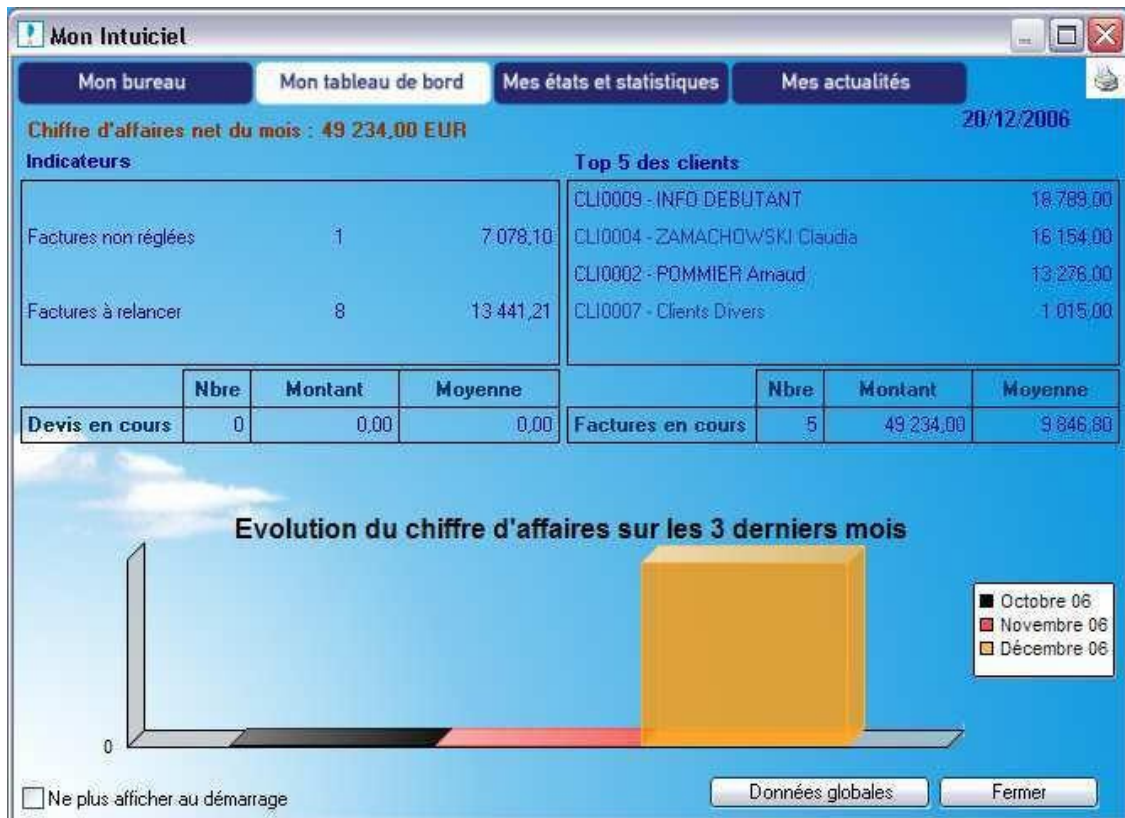 Mon Intuiciel
Mon bureau Mon tableau de bord Mes états et statistiques Mes actualités
Chiffre d'affaires net du mois : 49 234,00 EUR 20/12/2006
Indicateurs Top 5 des clients
CLI0009 - INFO DEBUTANT 18 789,00
Factures non réglées 1 7 078,10 CLI0004 - ZAMACHOWSKI Claudia 16 154,00
CLI0002 - POMMIER Arnaud 13 276,00
Factures à relancer 8 13 441,21 CLI0007 - Clients Divers 1 015,00
Nbre Montant Moyenne Nbre Montant Moyenne
Devis en cours 0 0,00 0,00 Factures en cours 5 49 234,00 9 846,80
Evolution du chiffre d'affaires sur les 3 derniers mois
Octobre 06
Novembre 06
Décembre 06
0
Ne plus afficher au démarrage Données globales Fermer